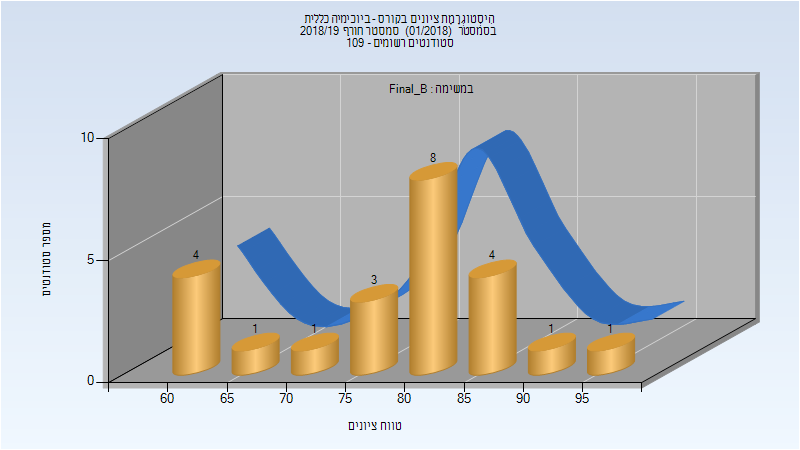 היסטוגרמת ציונים בקורס - ביוכימיה כללית
בסמסטר (01/2018) סמסטר חורף 2018/19
סטודנטים רשומים - 109
במשימה : Final_B
מספר סטודנטים
10
5
0
4
1
1
3
8
4
1
1
60 65 70 75 80 85 90 95
טווח ציונים